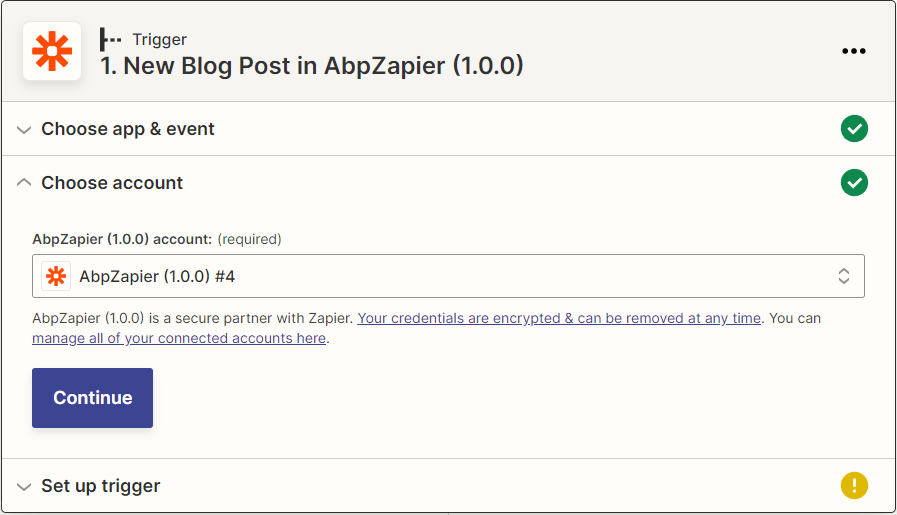 Trigger
1. New Blog Post in AbpZapier (1.0.0)
Choose app & event
Choose account
AbpZapier (1.0.0) account: (required)
AbpZapier (1.0.0) #4
AbpZapier (1.0.0) is a secure partner with Zapier. Your credentials are encrypted & can be removed at any time. You can
manage all of your connected accounts here.
Continue
Set up trigger